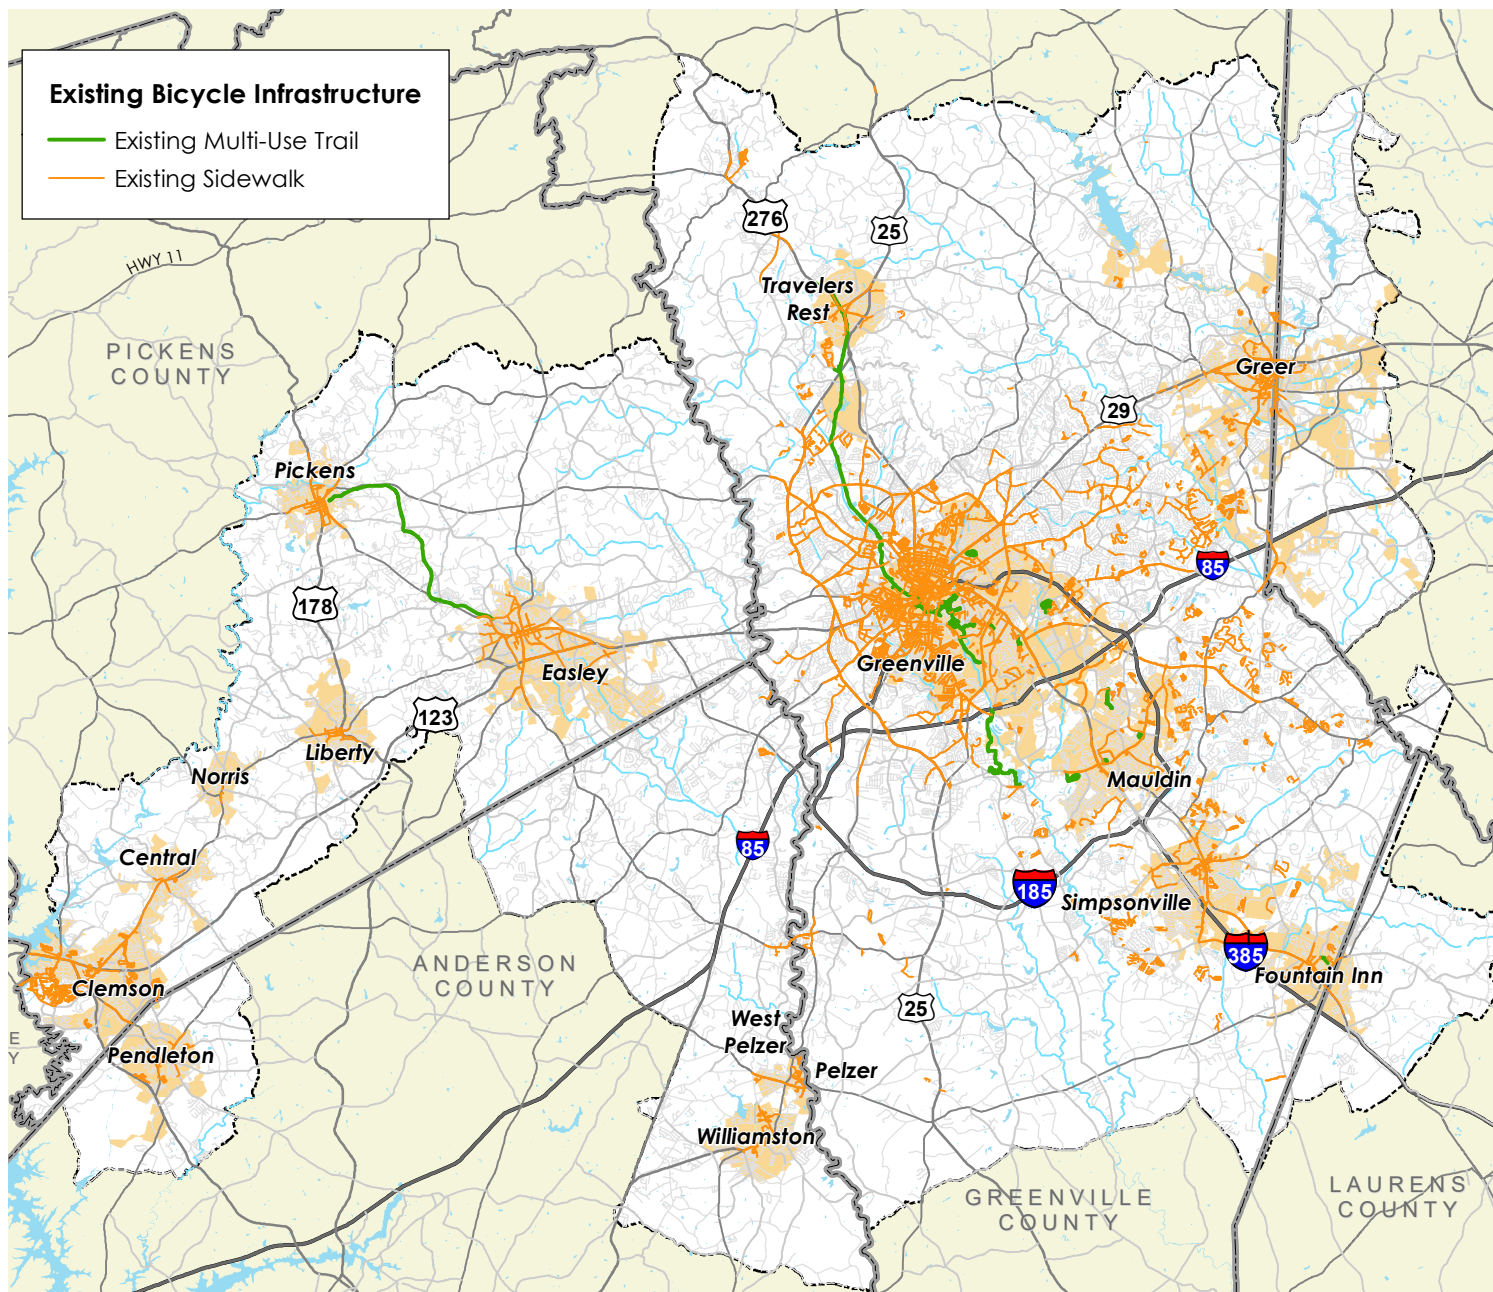 Existing Bicycle Infrastructure
Existing Multi-Use Trail
Existing Sidewalk
HWY 11
276
25
Travelers
Rest
PICKENS
COUNTY
Greer
29
Pickens
85
178
Greenville
Easley
123
Liberty
Norris
Mauldin
85
Central
185
Simpsonville
385
Fountain Inn
ANDERSON
COUNTY
Clemson
25
West
Pelzer
E
Y
Pendleton
Pelzer
Williamston
GREENVILLE
COUNTY
LAURENS
COUNTY